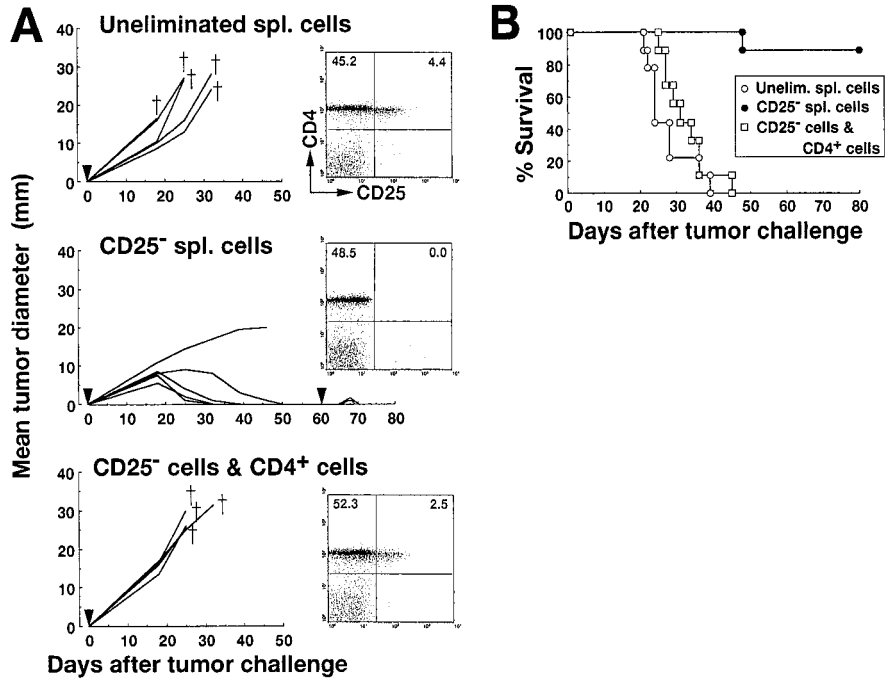 A
Uneliminated spl. cells
40
30
20
10
0
† † † † †
0 10 20 30 40 50
45.2 4.4
CD4
CD25
CD25- spl. cells
40
30
20
10
0
0 10 20 30 40 50 60 70 80
48.5 0.0
Mean tumor diameter (mm)
CD25- cells & CD4+ cells
40
30
20
10
0
† † † †
0 10 20 30 40 50
52.3 2.5
Days after tumor challenge
B
100
80
60
40
20
0
% Survival
Unelim. spl. cells
CD25- spl. cells
CD25- cells &
CD4+ cells
0 10 20 30 40 50 60 70 80
Days after tumor challenge